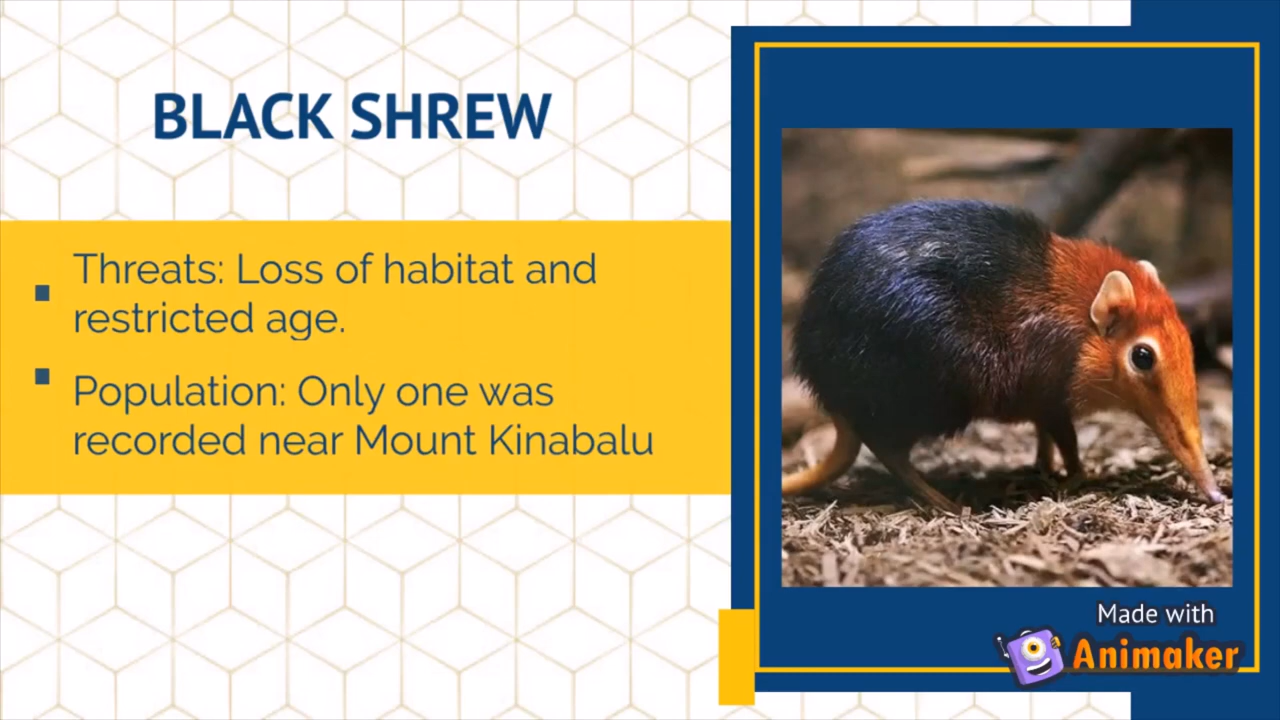 BLACK SHREW
Threats: Loss of habitat and
restricted age.
Population: Only one was
recorded near Mount Kinabalu
Made with
Animaker